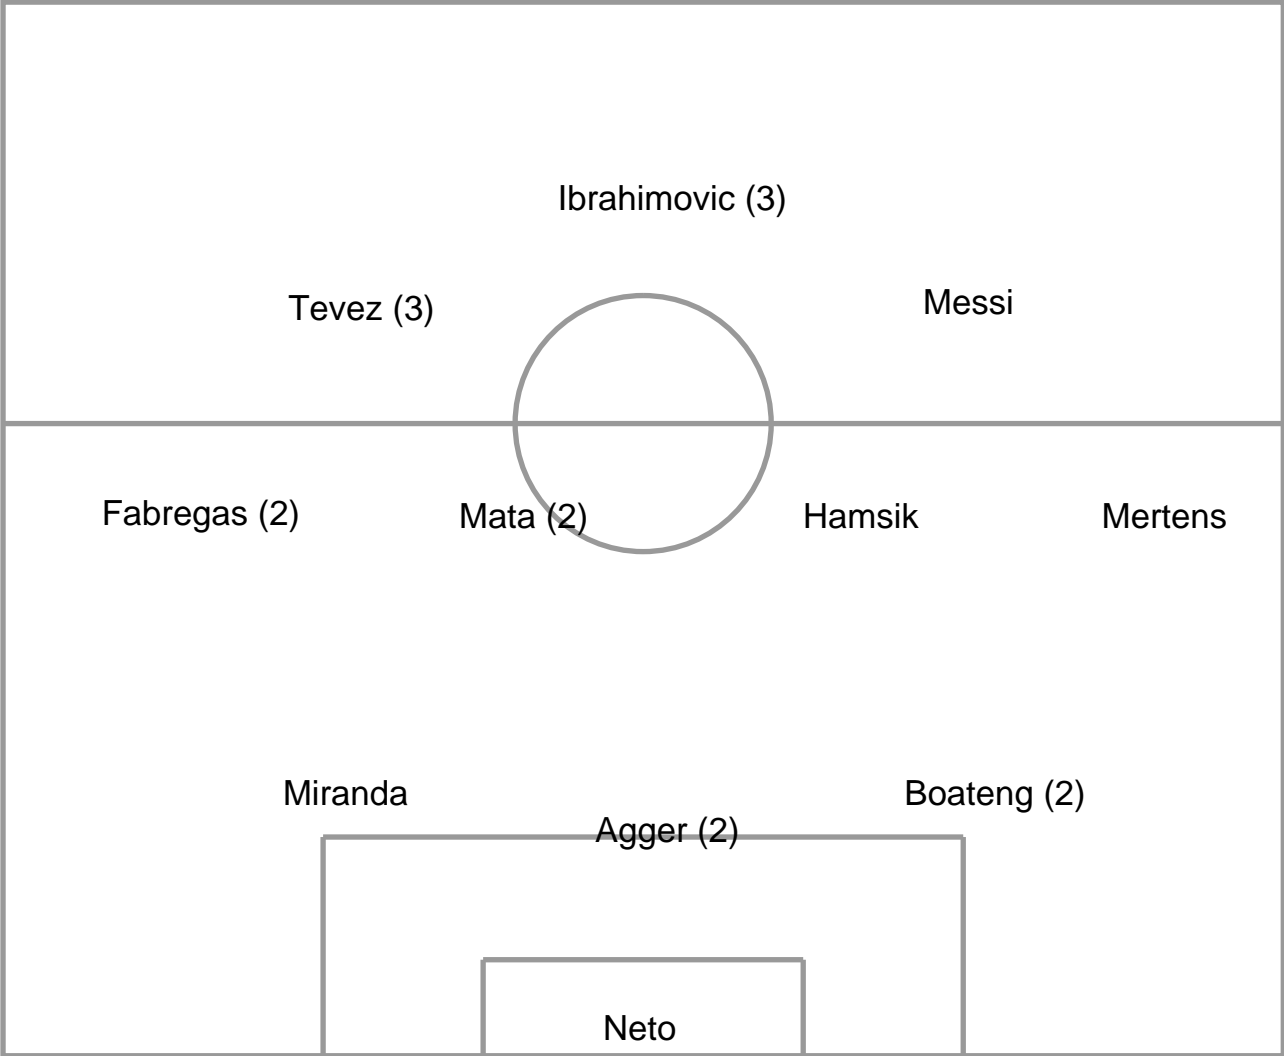 Ibrahimovic (3)
Tevez (3)
Messi
Fabregas (2)
Mata (2)
Hamsik
Mertens
Miranda
Boateng (2)
Agger (2)
Neto